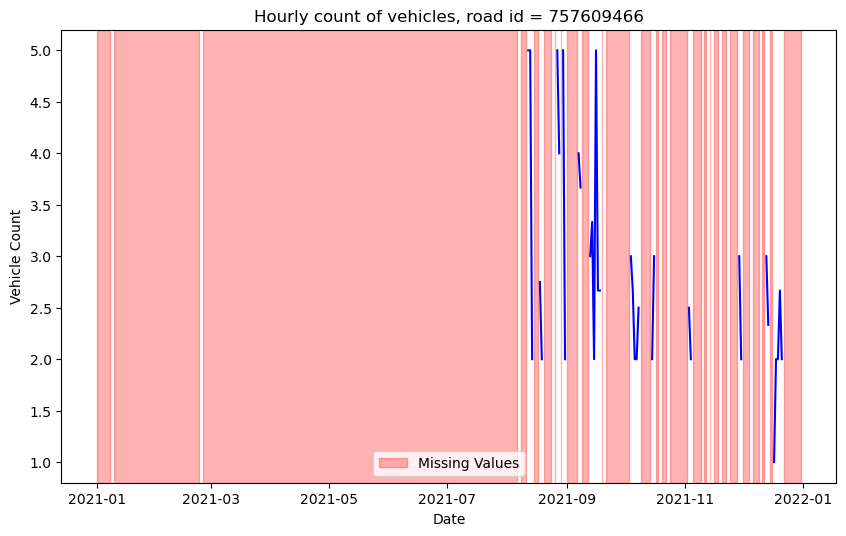 Hourly count of vehicles, road id = 757609466
5.0
4.5
4.0
3.5
3.0
2.5
2.0
1.5
1.0
Vehicle Count
Missing Values
2021-01 2021-03 2021-05 2021-07 2021-09 2021-11 2022-01
Date